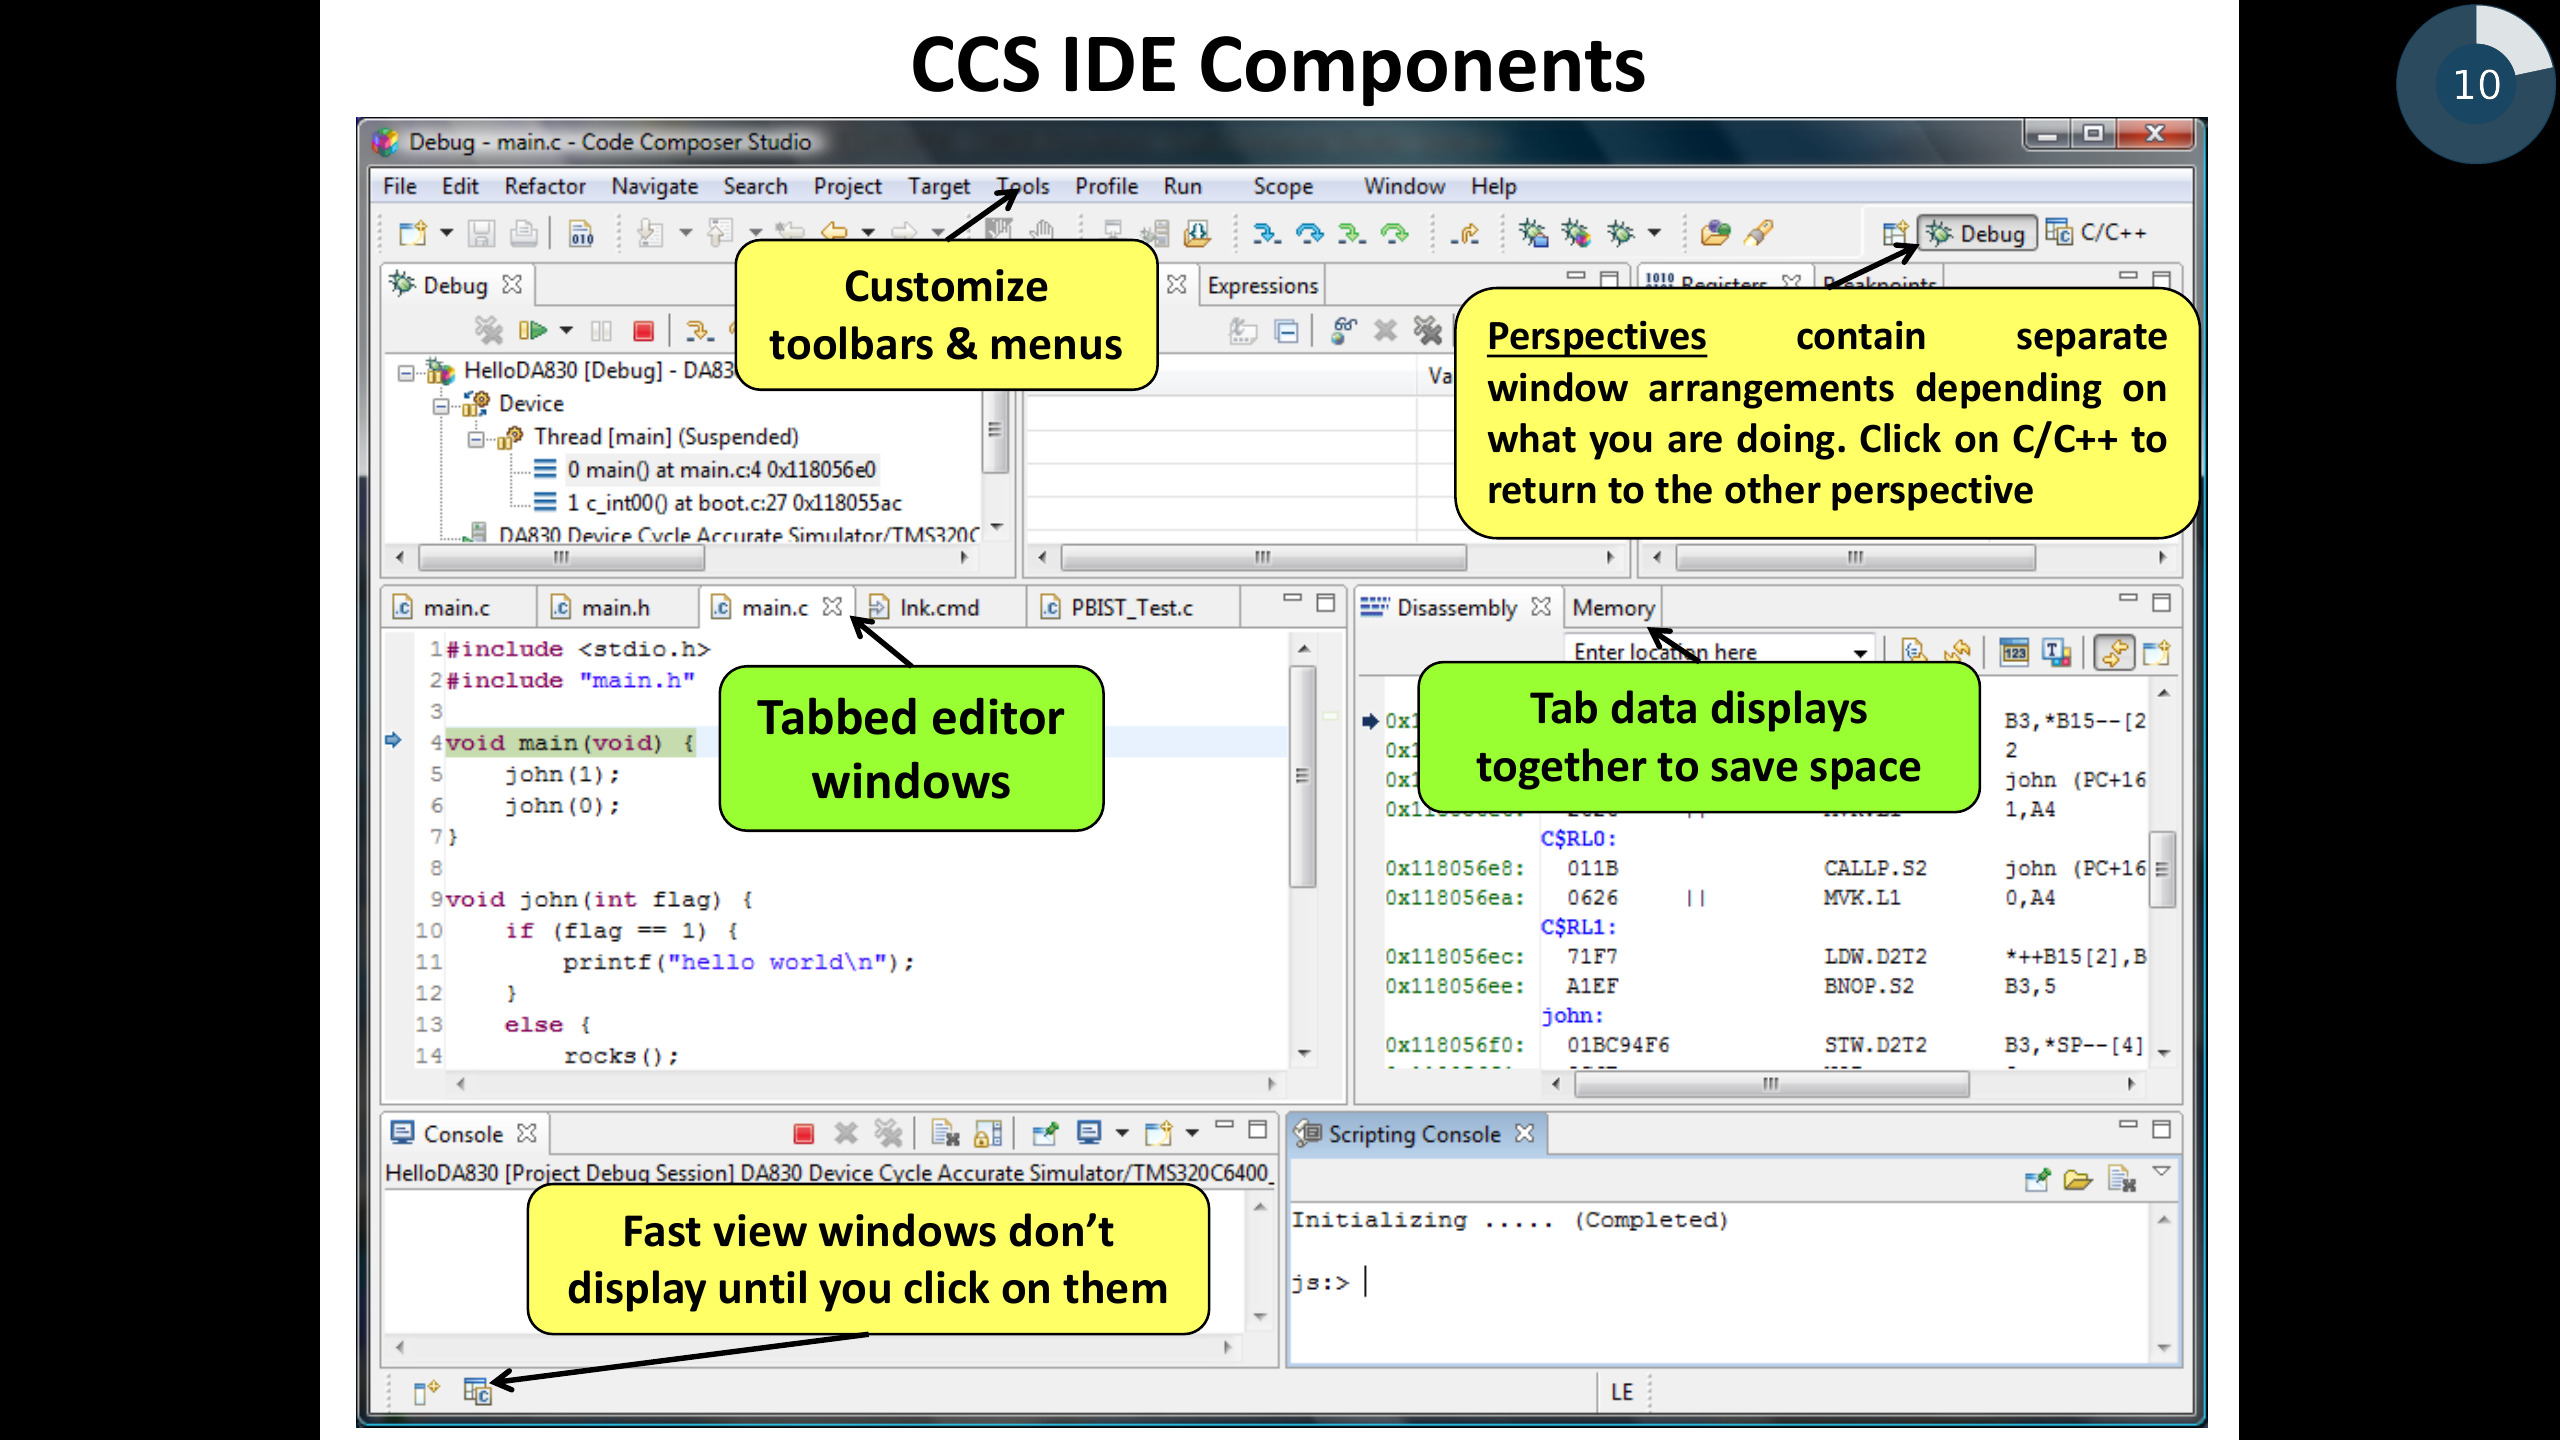 CCS IDE Components
10
Debug - main.c - Code Composer Studio
File Edit Refactor Navigate Search Project Target Tools Profile Run Scope Window Help
Debug C/C++
Debug
Expressions
Registers Breakpoints
Customize
toolbars & menus
Perspectives contain separate
window arrangements depending on
what you are doing. Click on C/C++ to
return to the other perspective
HelloDA830 [Debug] - DA83
Device
Thread [main] (Suspended)
0 main() at main.c:4 0x118056e0
1 c_int00() at boot.c:27 0x118055ac
DA830 Device Cycle Accurate Simulator/TMS320C
main.c main.h main.c lnk.cmd PBIST_Test.c
1 #include <stdio.h>
2 #include "main.h"
3
4 void main(void) {
5 john(1);
6 john(0);
7 }
8
9 void john(int flag) {
10 if (flag == 1) {
11 printf("hello world\n");
12 }
13 else {
14 rocks();
Tabbed editor
windows
Disassembly Memory
Enter location here
Tab data displays
together to save space
B3,*B15--[2
2
john (PC+16
1,A4
C$RL0:
0x118056e8: 011B CALLP.S2 john (PC+16
0x118056ea: 0626 || MVK.L1 0,A4
C$RL1:
0x118056ec: 71F7 LDW.D2T2 *++B15[2],B
0x118056ee: A1EF BNOP.S2 B3,5
john:
0x118056f0: 01BC94F6 STW.D2T2 B3,*SP--[4]
Console
HelloDA830 [Project Debug Session] DA830 Device Cycle Accurate Simulator/TMS320C6400_
Fast view windows don’t
display until you click on them
Scripting Console
Initializing ..... (Completed)
js:>
LE